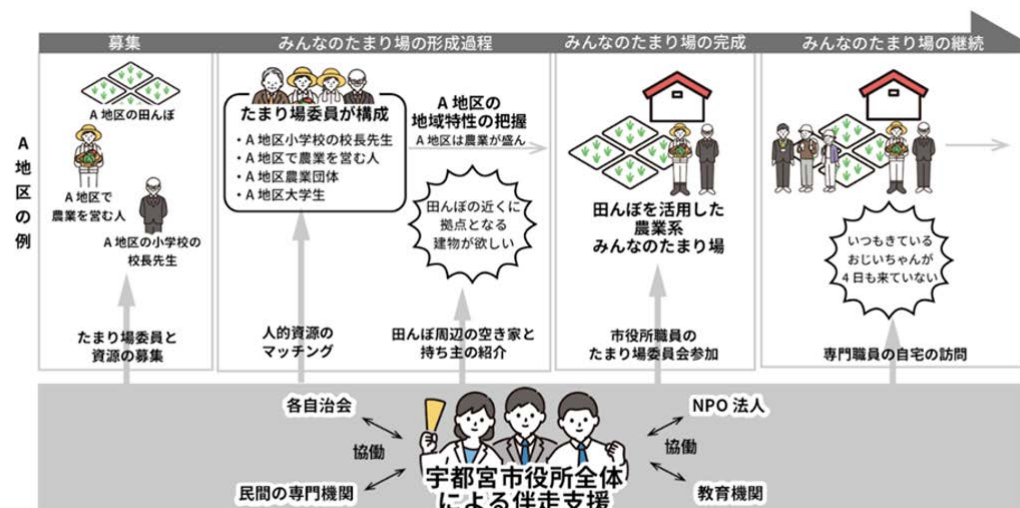 募集
みんなのたまり場の形成過程
みんなのたまり場の完成
みんなのたまり場の継続
A
地
区
の
例
A 地区の田んぼ
A 地区で
農業を営む人
A 地区の小学校の
校長先生
たまり場委員と
資源の募集
たまり場委員が構成
・A 地区小学校の校長先生
・A 地区で農業を営む人
・A 地区農業団体
・A 地区大学生
人的資源の
マッチング
A 地区の
地域特性の把握
A 地区は農業が盛ん
田んぼの近くに
拠点となる
建物が欲しい
田んぼ周辺の空き家と
持ち主の紹介
田んぼを活用した
農業系
みんなのたまり場
市役所職員の
たまり場委員会参加
いつもきている
おじいちゃんが
4 日も来ていない
専門職員の自宅の訪問
各自治会
協働
民間の専門機関
宇都宮市役所全体
による伴走支援
NPO 法人
協働
教育機関